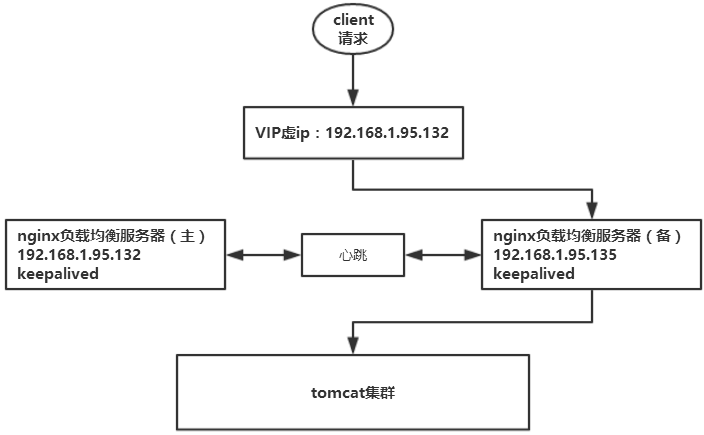 client
请求
VIP虚ip：192.168.1.95.132
nginx负载均衡服务器（主）
192.168.1.95.132
keepalived
心跳
nginx负载均衡服务器（备）
192.168.1.95.135
keepalived
tomcat集群